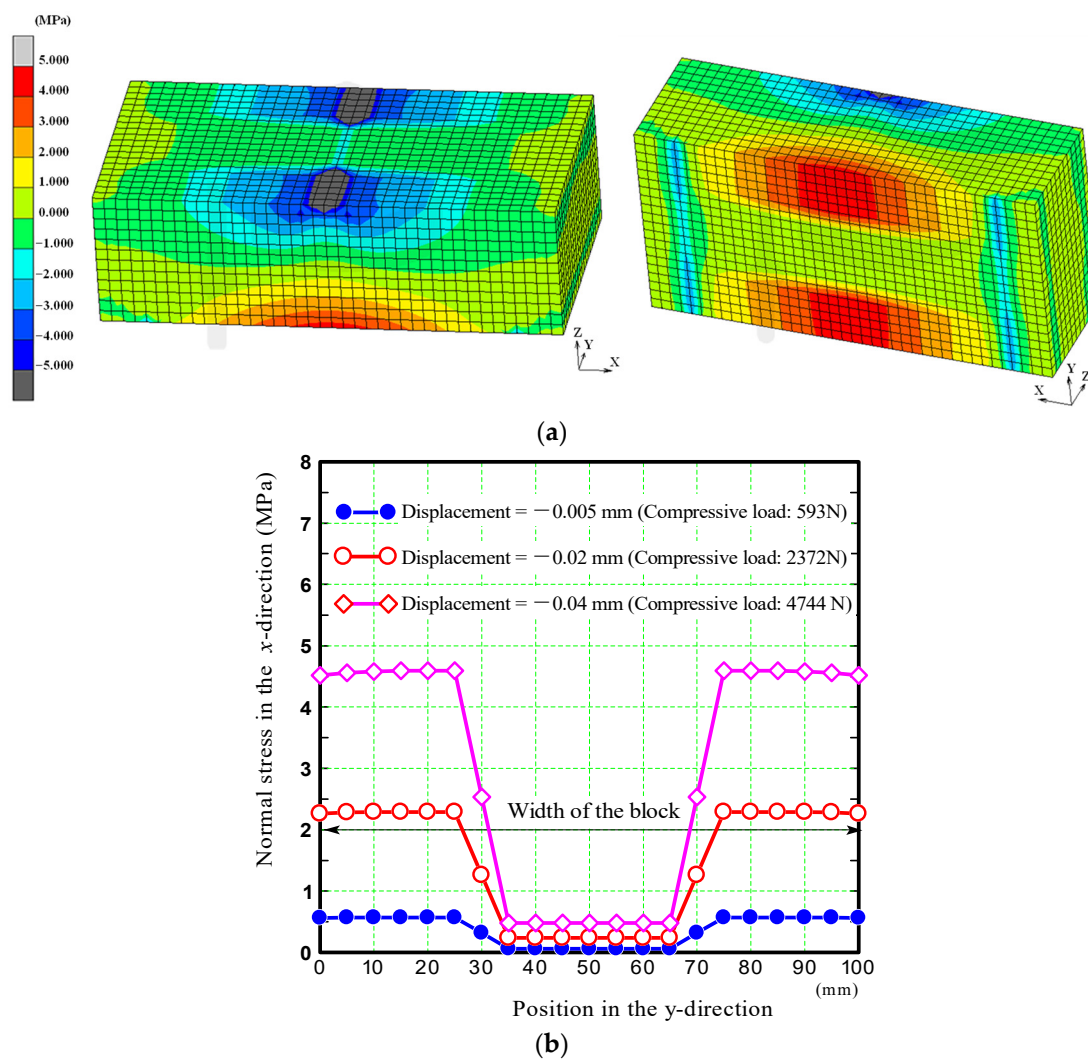 (MPa)
5.000
4.000
3.000
2.000
1.000
0.000
−1.000
−2.000
−3.000
−4.000
−5.000
Z
Y
X
X
Y
Z
(a)
Normal stress in the x-direction (MPa)
8
7
6
5
4
3
2
1
0
Displacement = −0.005 mm (Compressive load: 593N)
Displacement = −0.02 mm (Compressive load: 2372N)
Displacement = −0.04 mm (Compressive load: 4744 N)
Width of the block
0 10 20 30 40 50 60 70 80 90 100
(mm)
Position in the y-direction
(b)